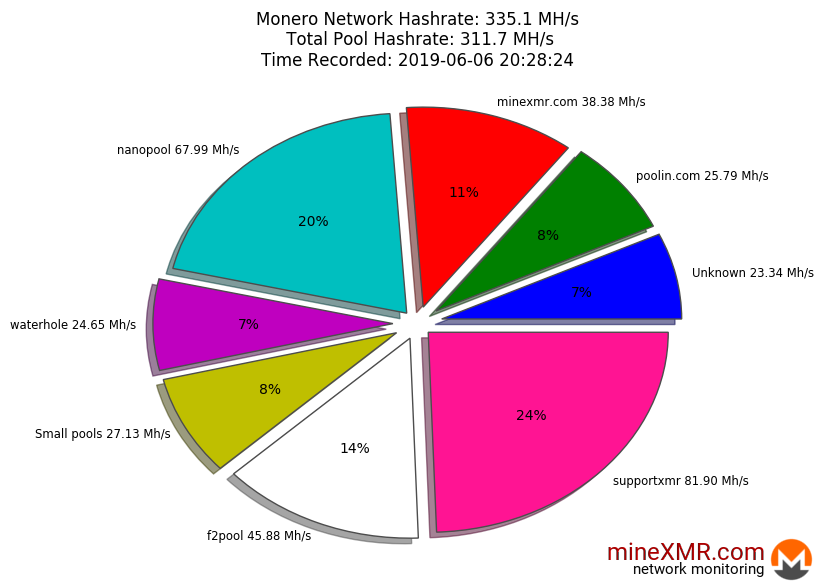 Monero Network Hashrate: 335.1 MH/s
Total Pool Hashrate: 311.7 MH/s
Time Recorded: 2019-06-06 20:28:24
minexmr.com 38.38 Mh/s
nanopool 67.99 Mh/s
poolin.com 25.79 Mh/s
11%
20%
8%
Unknown 23.34 Mh/s
7%
waterhole 24.65 Mh/s
7%
8%
24%
Small pools 27.13 Mh/s
14%
supportxmr 81.90 Mh/s
f2pool 45.88 Mh/s
mineXMR.com
network monitoring